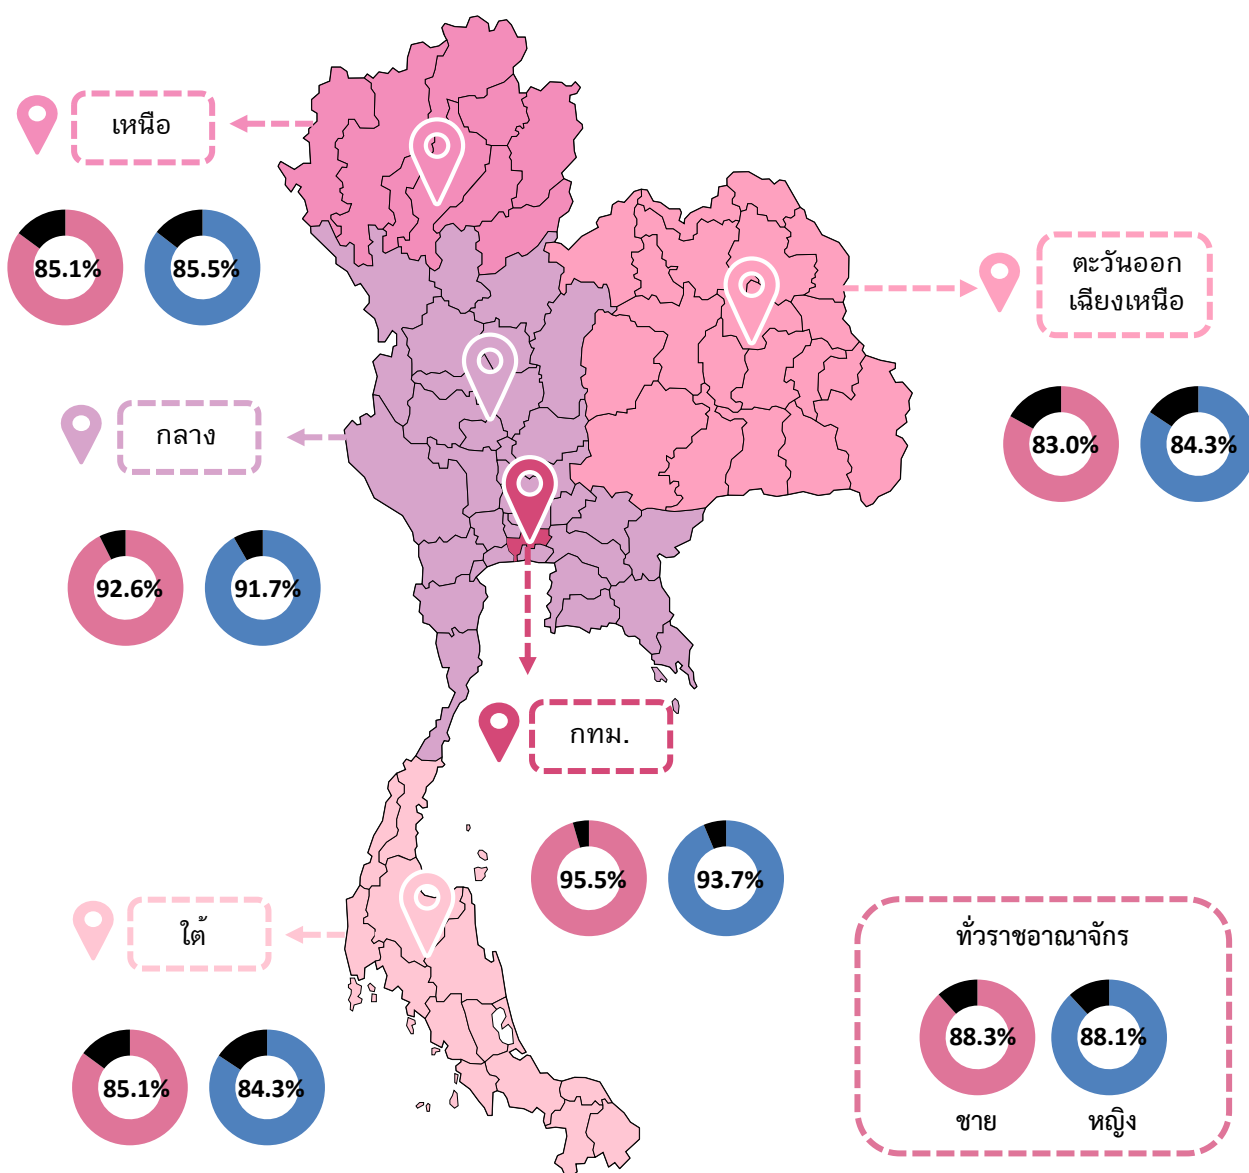 เหนือ
85.1%
85.5%
ตะวันออก
เฉียงเหนือ
83.0%
84.3%
กลาง
92.6%
91.7%
กทม.
95.5%
93.7%
ใต้
85.1%
84.3%
ทั่วราชอาณาจักร
88.3%
88.1%
ชาย
หญิง